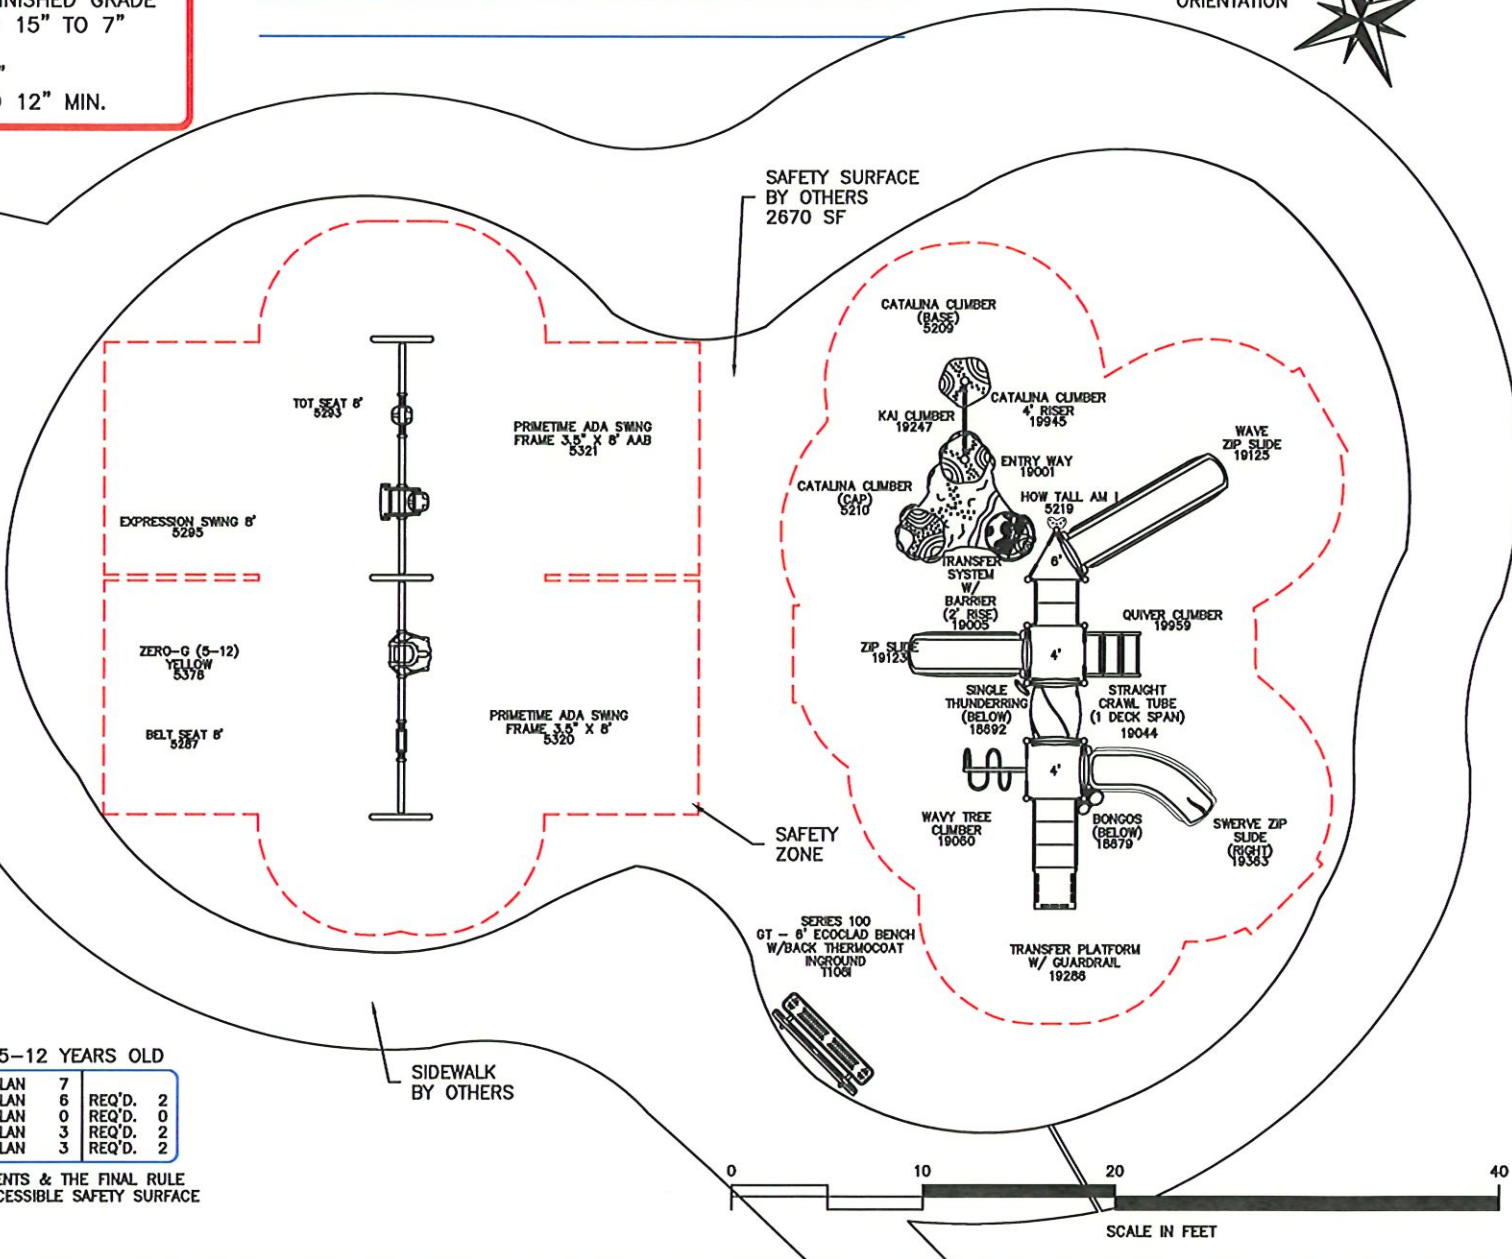 INISHED GRADE
15” TO 7”
”
12” MIN.
ORIENTATION
SAFETY SURFACE
BY OTHERS
2670 SF
TOT SEAT 8'
5293
PRIMETIME ADA SWING
FRAME 3.5" X 8' AAB
5321
EXPRESSION SWING 8'
5295
ZERO-G (5-12)
YELLOW
5378
BELT SEAT 8'
5287
PRIMETIME ADA SWING
FRAME 3.5" X 8'
5320
SAFETY
ZONE
CATALINA CLIMBER
(BASE)
5209
CATALINA CLIMBER
4' RISER
19945
KAI CLIMBER
19247
ENTRY WAY
19001
CATALINA CLIMBER
(CAP)
5210
HOW TALL AM I
5219
WAVE
ZIP SLIDE
19125
6'
TRANSFER
SYSTEM
W/
BARRIER
(2' RISE)
19005
QUIVER CLIMBER
19959
ZIP SLIDE
19123
4'
SINGLE
THUNDERRING
(BELOW)
18692
STRAIGHT
CRAWL TUBE
(1 DECK SPAN)
19044
4'
WAVY TREE
CLIMBER
19060
BONGOS
(BELOW)
18679
SWERVE ZIP
SLIDE
(RIGHT)
19363
TRANSFER PLATFORM
W/ GUARDRAIL
19286
SERIES 100
GT - 6' ECOCLAD BENCH
W/BACK THERMOCOAT
INGROUND
T1081
SIDEWALK
BY OTHERS
5-12 YEARS OLD
LAN 7
LAN 6 REQ'D. 2
LAN 0 REQ'D. 0
LAN 3 REQ'D. 2
LAN 3 REQ'D. 2
ENTS & THE FINAL RULE
CESSIBLE SAFETY SURFACE
0 10 20 40
SCALE IN FEET